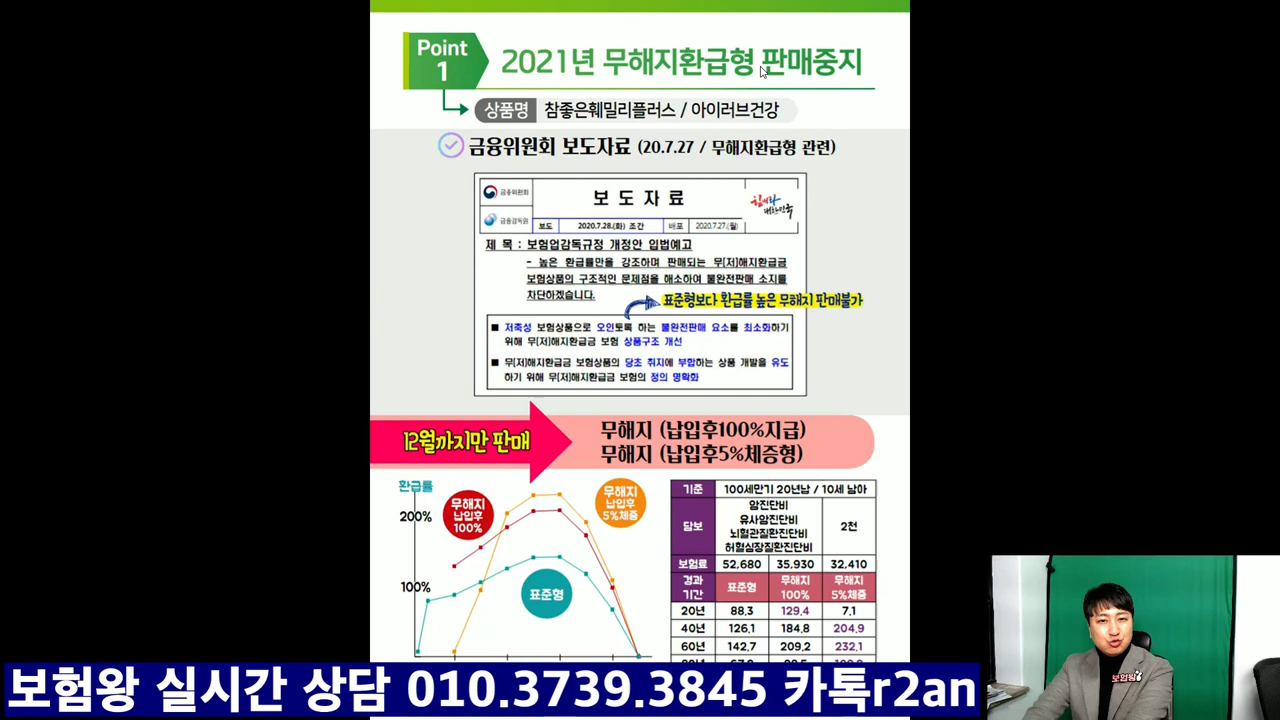 Point
1
2021년 무해지환급형 판매중지
상품명 참좋은훼밀리플러스 / 아이러브건강
금융위원회 보도자료 (20.7.27 / 무해지환급형 관련)
금융위원회
금융감독원
보 도 자 료
힘내라
대한민국
보도 2020.7.28.(화) 조간 배포 2020.7.27.(월)
제 목 : 보험업감독규정 개정안 입법예고
- 높은 환급률만을 강조하며 판매되는 무(저)해지환급금
보험상품의 구조적인 문제점을 해소하여 불완전판매 소지를
차단하겠습니다.
표준형보다 환급률 높은 무해지 판매불가
■ 저축성 보험상품으로 오인토록 하는 불완전판매 요소를 최소화하기
위해 무(저)해지환급금 보험 상품구조 개선
■ 무(저)해지환급금 보험상품의 당초 취지에 부합하는 상품 개발을 유도
하기 위해 무(저)해지환급금 보험의 정의 명확화
12월까지만 판매
무해지 (납입후100%지급)
무해지 (납입후5%체증형)
환급률
200%
100%
무해지
납입후
100%
무해지
납입후
5%체증
표준형
기준 100세만기 20년납 / 10세 남아
담보
암진단비
유사암진단비
뇌혈관질환진단비
허혈심장질환진단비
2천
보험료 52,680 35,930 32,410
경과
기간
표준형
무해지
100%
무해지
5%체증
20년 88.3 129.4 7.1
40년 126.1 184.8 204.9
60년 142.7 209.2 232.1
보험왕 실시간 상담 010.3739.3845 카톡r2an
보험왕